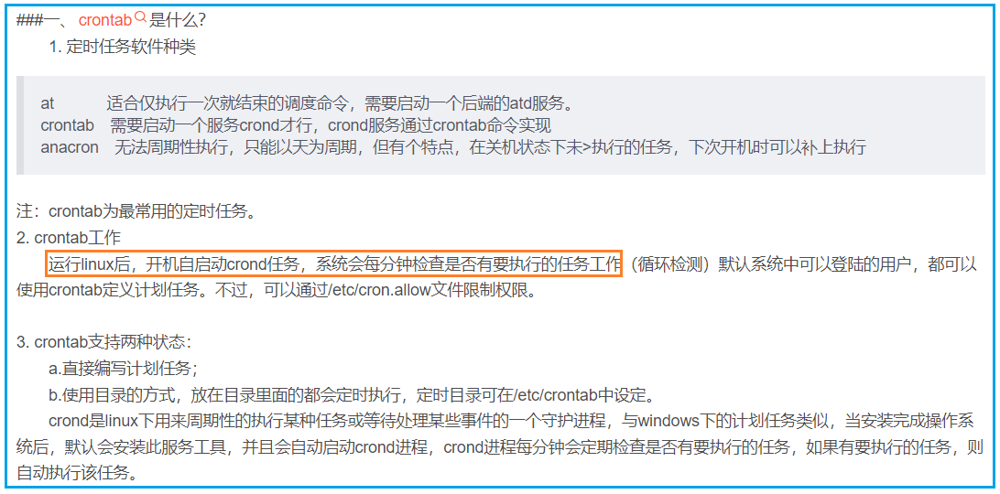 ###一、 crontab是什么？
1. 定时任务软件种类
at 适合仅执行一次就结束的调度命令，需要启动一个后端的atd服务。
crontab 需要启动一个服务crond才行，crond服务通过crontab命令实现
anacron 无法周期性执行，只能以天为周期，但有个特点，在关机状态下未>执行的任务，下次开机时可以补上执行
注：crontab为最常用的定时任务。
2. crontab工作
运行linux后，开机自启动crond任务，系统会每分钟检查是否有要执行的任务工作（循环检测）默认系统中可以登陆的用户，都可以
使用crontab定义计划任务。不过，可以通过/etc/cron.allow文件限制权限。
3. crontab支持两种状态：
a.直接编写计划任务；
b.使用目录的方式，放在目录里面的都会定时执行，定时目录可在/etc/crontab中设定。
crond是linux下用来周期性的执行某种任务或等待处理某些事件的一个守护进程，与windows下的计划任务类似，当安装完成操作系
统后，默认会安装此服务工具，并且会自动启动crond进程，crond进程每分钟会定期检查是否有要执行的任务，如果有要执行的任务，则
自动执行该任务。